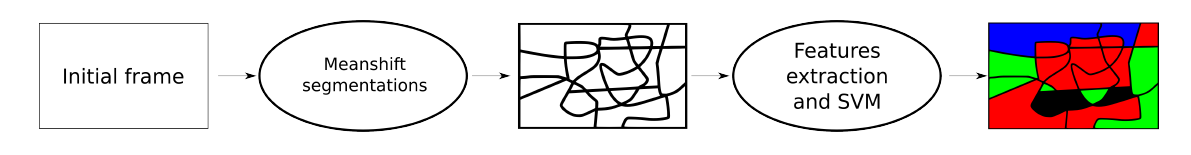 Initial frame
Meanshift
segmentations
Features
extraction
and SVM